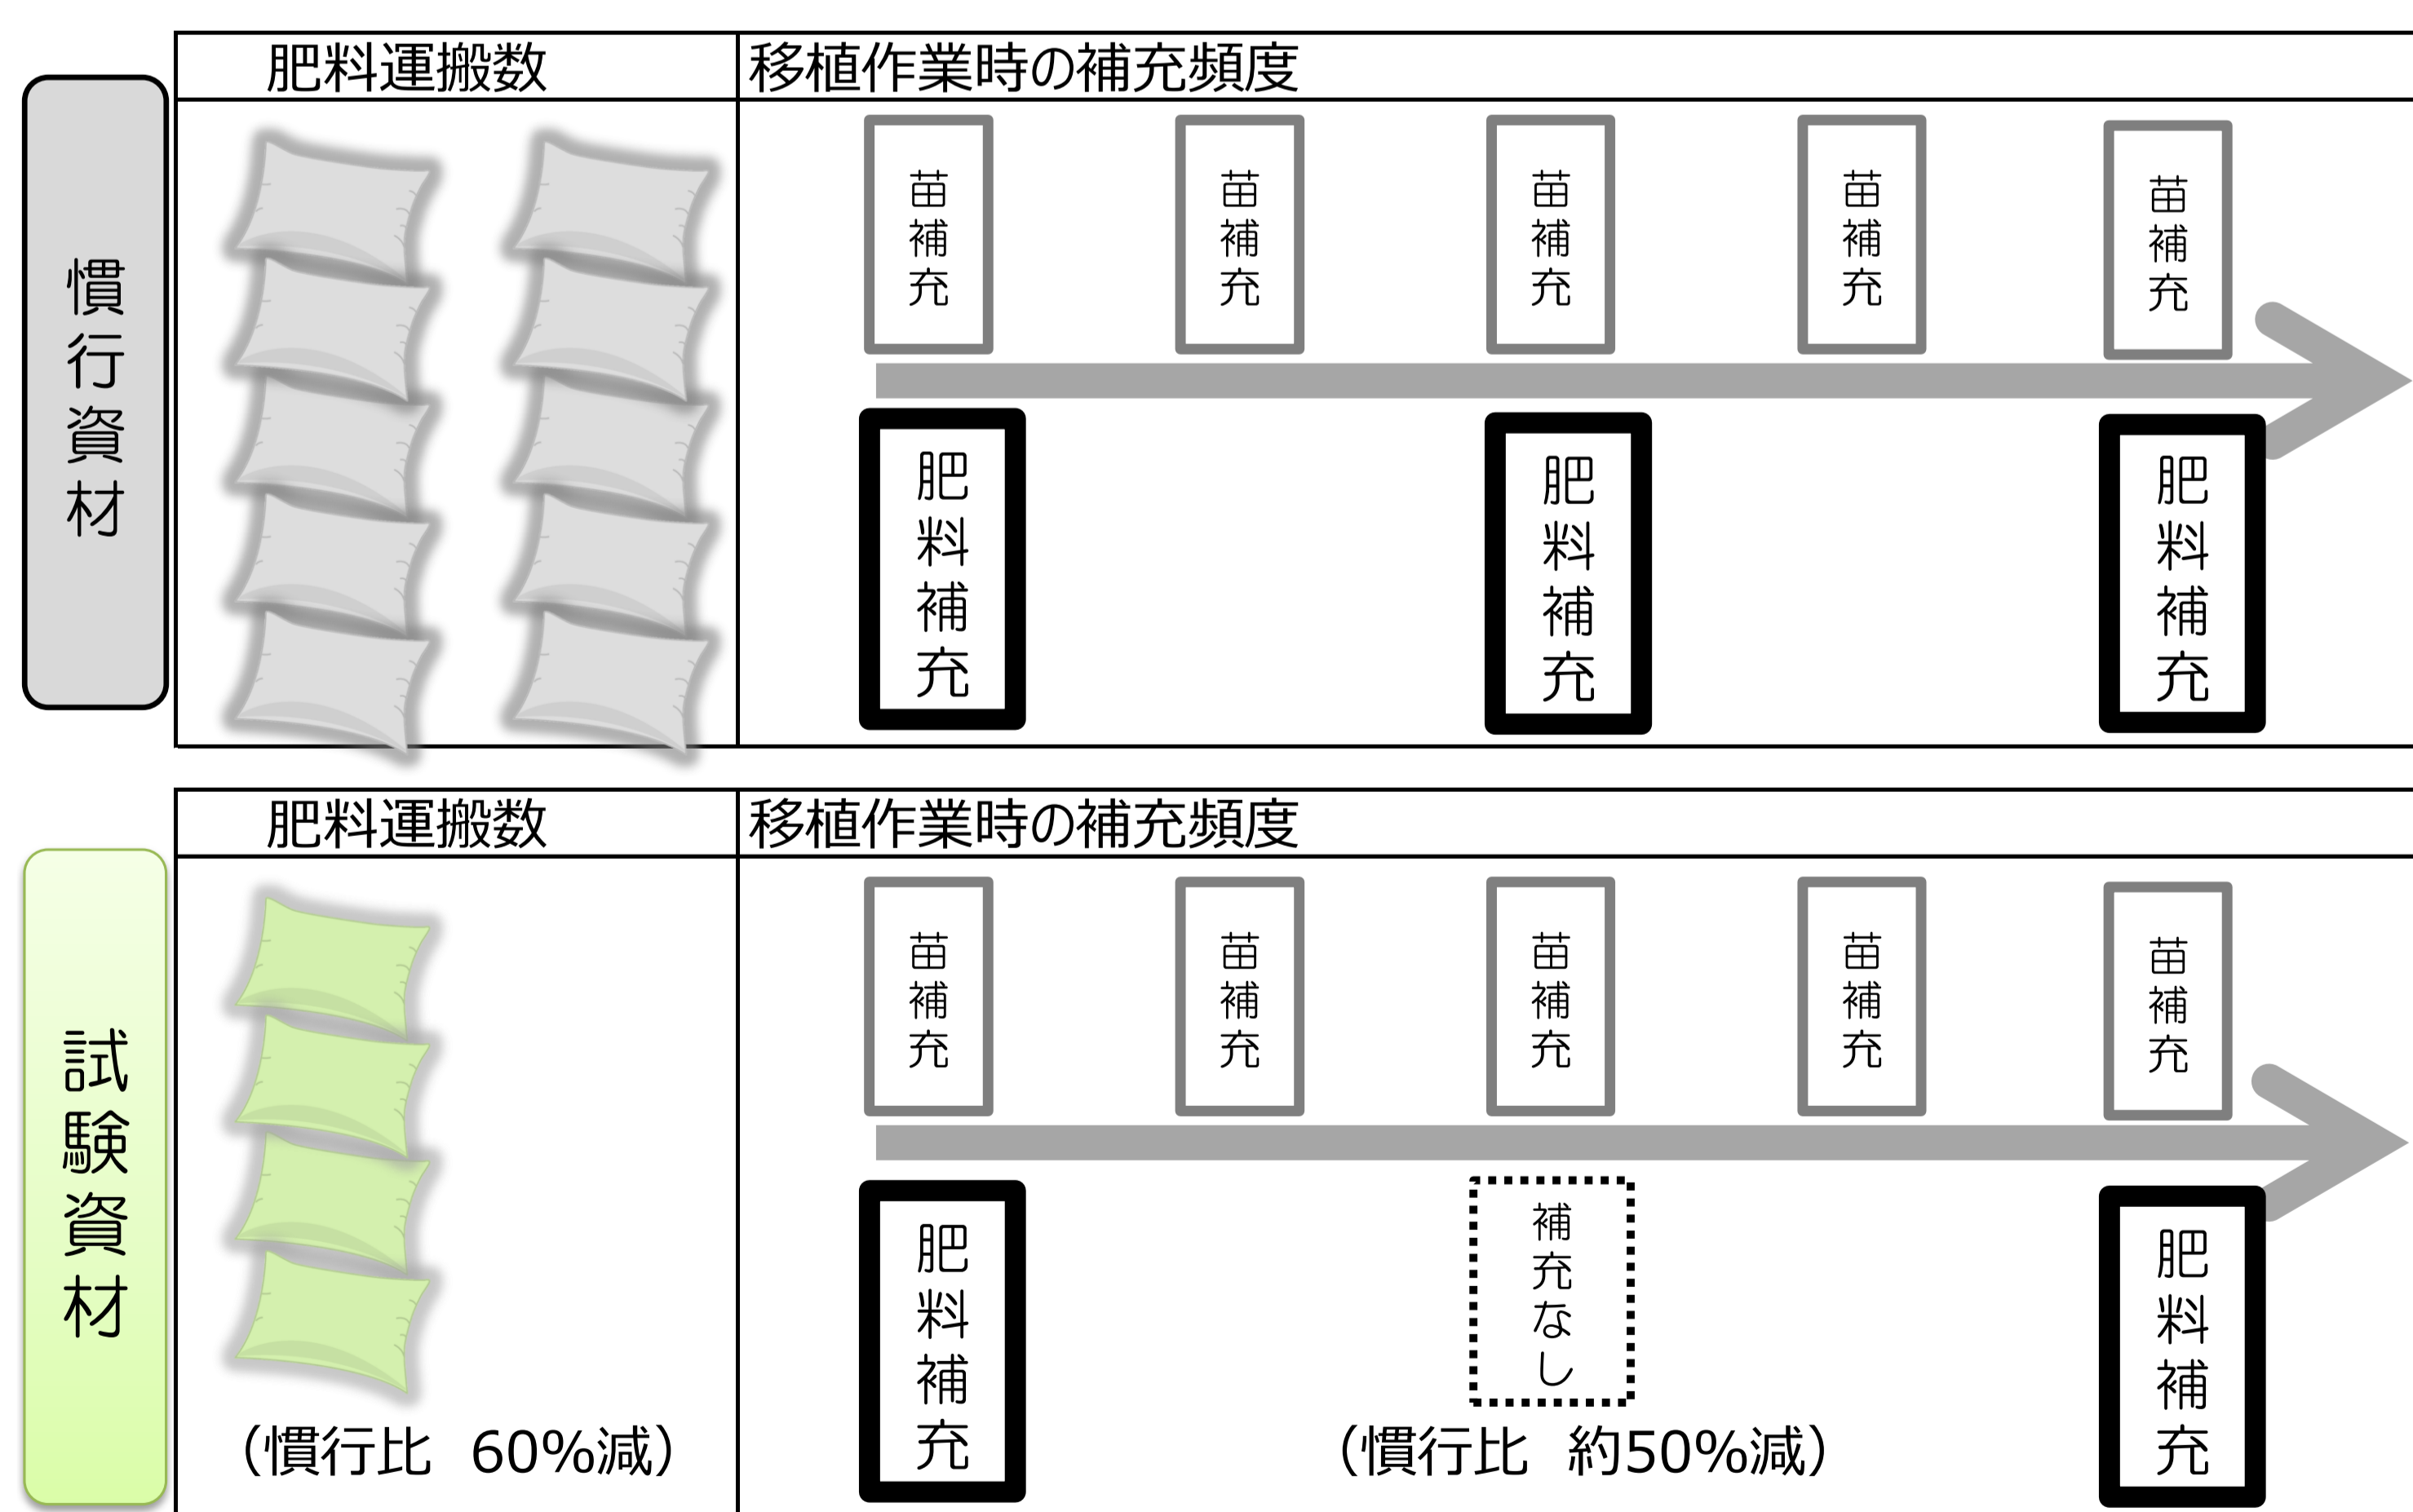 慣行資材
肥料運搬数
移植作業時の補充頻度
苗補充
苗補充
苗補充
苗補充
苗補充
肥料補充
肥料補充
肥料補充
試験資材
肥料運搬数
移植作業時の補充頻度
苗補充
苗補充
苗補充
苗補充
苗補充
肥料補充
補充なし
肥料補充
（慣行比 60%減）
（慣行比 約50%減）